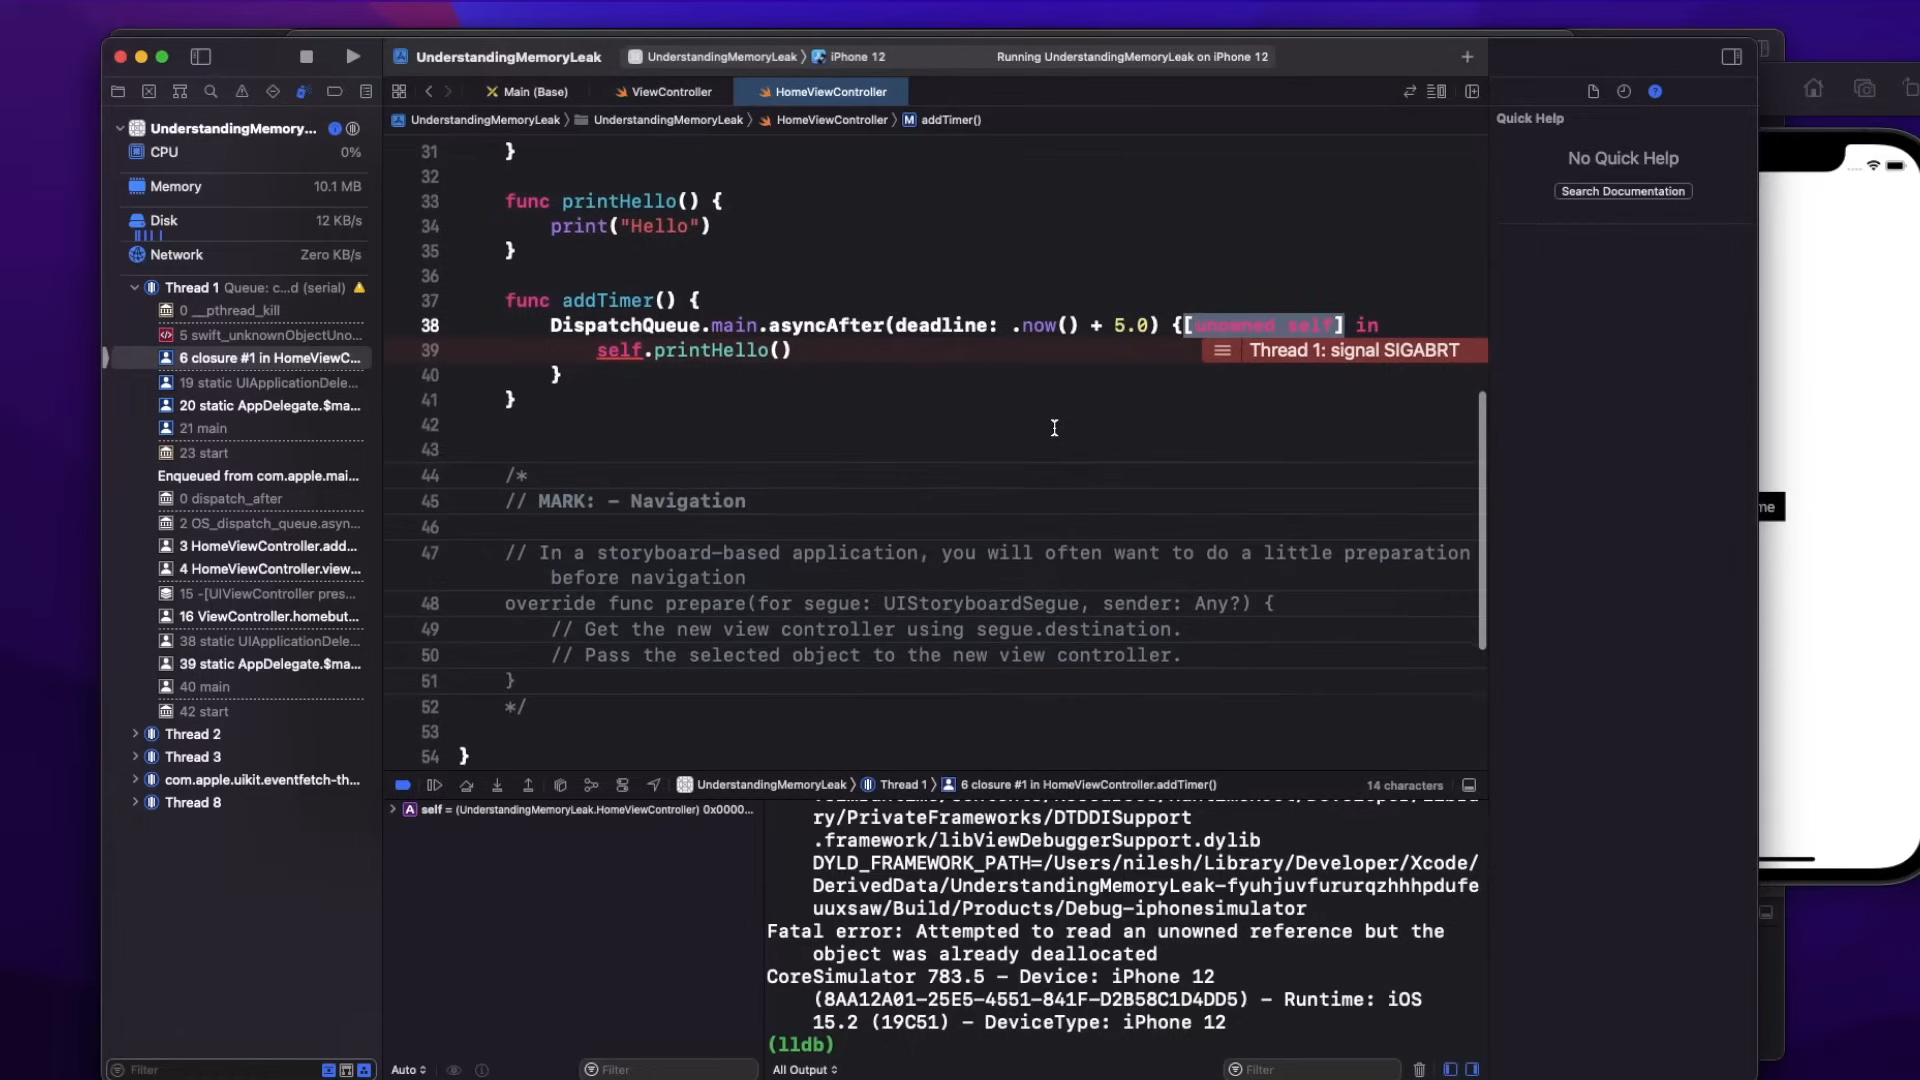 UnderstandingMemoryLeak
UnderstandingMemoryLeak
iPhone 12
Running UnderstandingMemoryLeak on iPhone 12
Main (Base)
ViewController
HomeViewController
UnderstandingMemoryLeak
UnderstandingMemoryLeak
HomeViewController
M addTimer()
Quick Help
No Quick Help
Search Documentation
UnderstandingMemory...
CPU 0%
Memory 10.1 MB
Disk 12 KB/s
Network Zero KB/s
Thread 1 Queue: c...d (serial)
0 __pthread_kill
5 swift_unknownObjectUno...
6 closure #1 in HomeViewC...
19 static UIApplicationDele...
20 static AppDelegate.$ma...
21 main
23 start
Enqueued from com.apple.mai...
0 dispatch_after
2 OS_dispatch_queue.asyn...
3 HomeViewController.add...
4 HomeViewController.view...
15 -[UIViewController pres...
16 ViewController.homebut...
38 static UIApplicationDele...
39 static AppDelegate.$ma...
40 main
42 start
Thread 2
Thread 3
com.apple.uikit.eventfetch-th...
Thread 8
Filter
31 }
32
33 func printHello() {
34 print("Hello")
35 }
36
37 func addTimer() {
38 DispatchQueue.main.asyncAfter(deadline: .now() + 5.0) {[unowned self] in
39 self.printHello()
Thread 1: signal SIGABRT
40 }
41 }
42
43
44 /*
45 // MARK: - Navigation
46
47 // In a storyboard-based application, you will often want to do a little preparation
before navigation
48 override func prepare(for segue: UIStoryboardSegue, sender: Any?) {
49 // Get the new view controller using segue.destination.
50 // Pass the selected object to the new view controller.
51 }
52 */
53
54 }
UnderstandingMemoryLeak
Thread 1
6 closure #1 in HomeViewController.addTimer()
14 characters
A self = (UnderstandingMemoryLeak.HomeViewController) 0x0000...
ry/PrivateFrameworks/DTDDISupport
.framework/libViewDebuggerSupport.dylib
DYLD_FRAMEWORK_PATH=/Users/nilesh/Library/Developer/Xcode/
DerivedData/UnderstandingMemoryLeak-fyuhjuvfururqzhhhpdufe
uuxsaw/Build/Products/Debug-iphonesimulator
Fatal error: Attempted to read an unowned reference but the
object was already deallocated
CoreSimulator 783.5 - Device: iPhone 12
(8AA12A01-25E5-4551-841F-D2B58C1D4DD5) - Runtime: iOS
15.2 (19C51) - DeviceType: iPhone 12
(lldb)
Auto
Filter
All Output
Filter
me